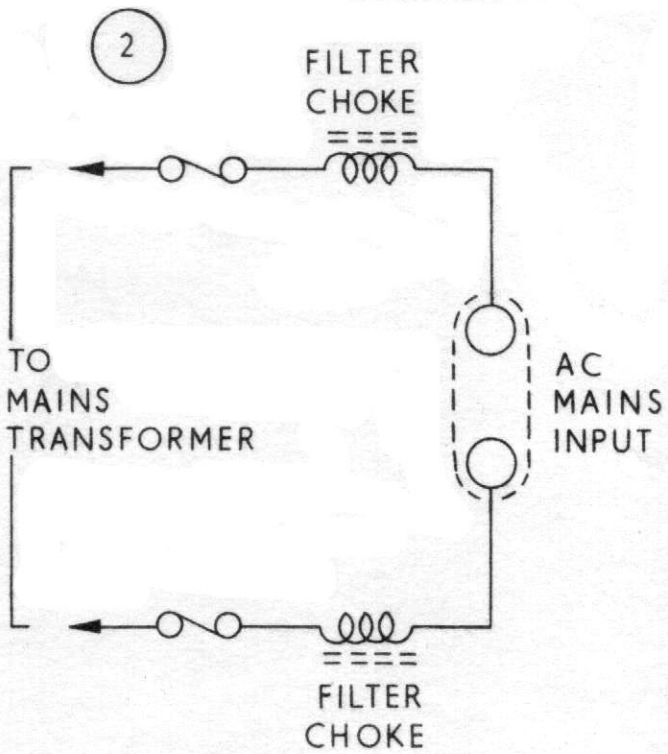 2
FILTER
CHOKE
TO
MAINS
TRANSFORMER
AC
MAINS
INPUT
FILTER
CHOKE